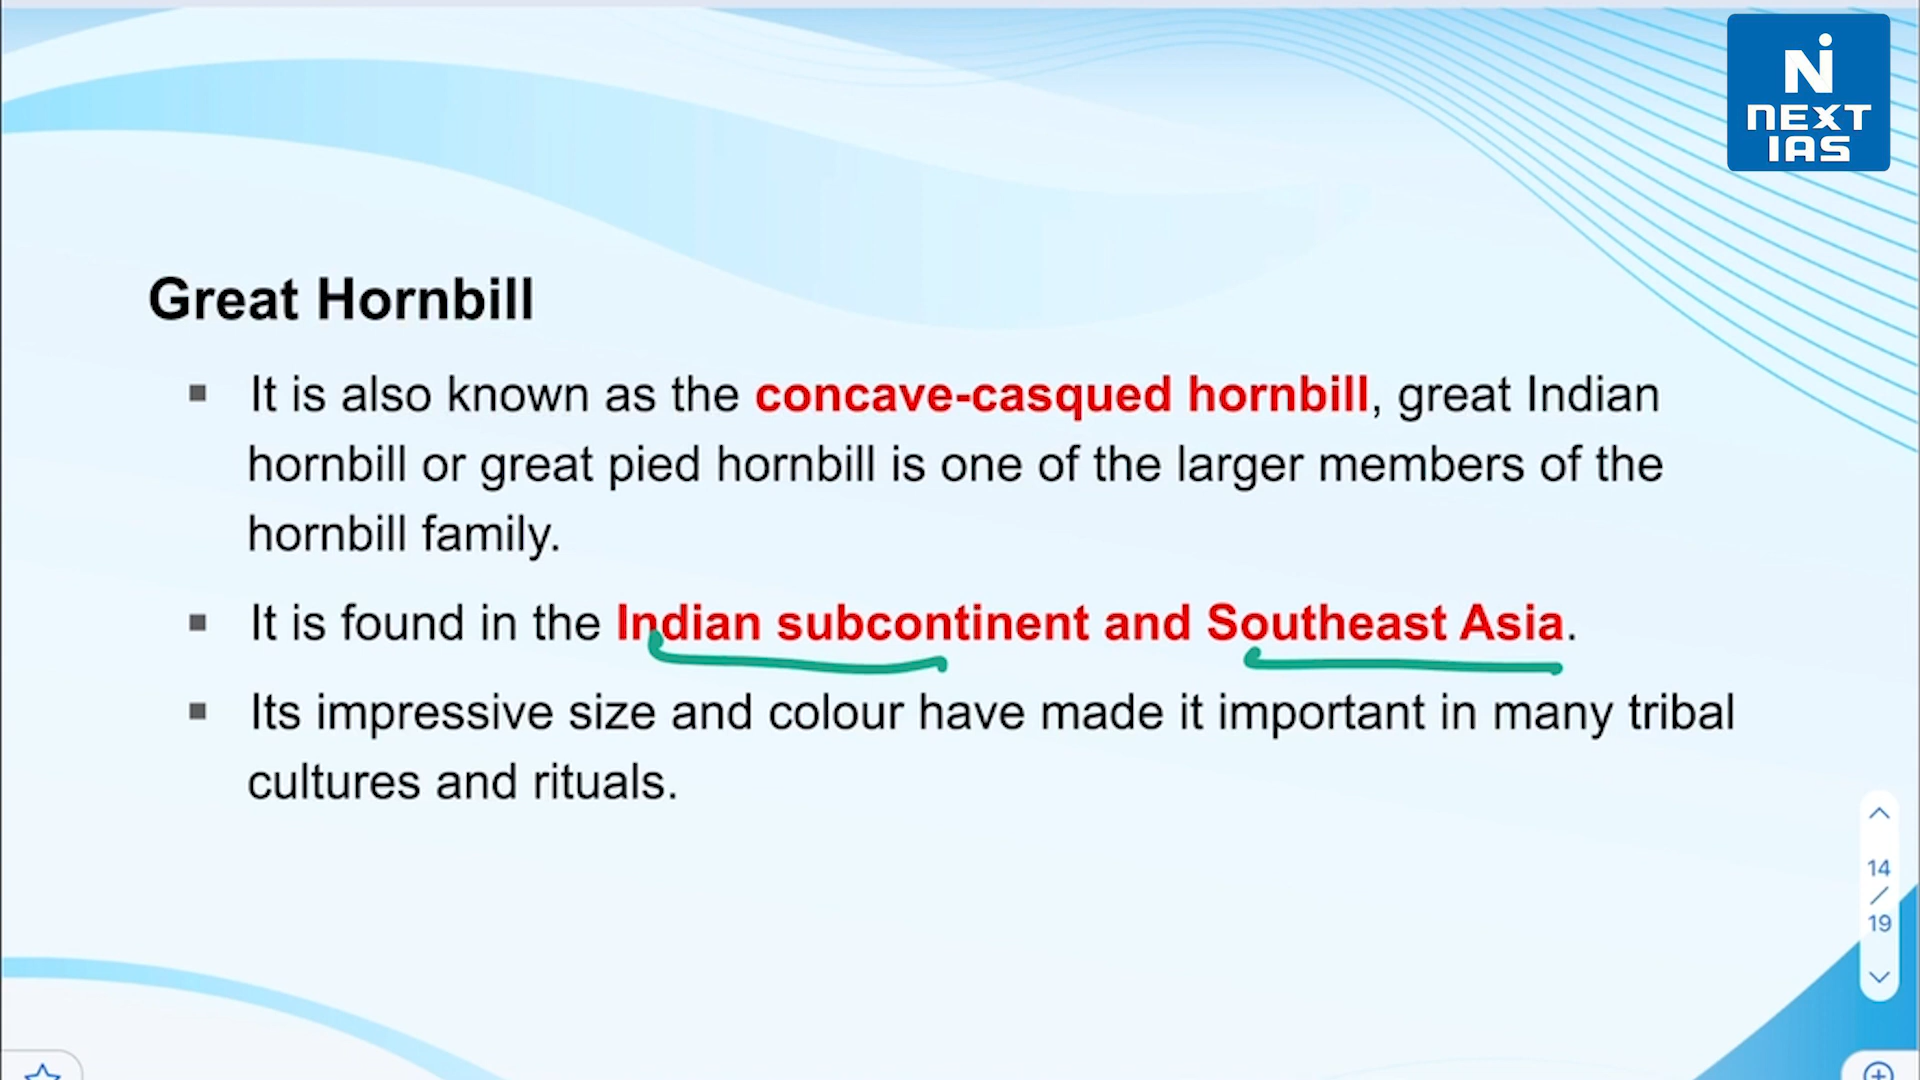 NEXT
IAS
Great Hornbill
▪ It is also known as the concave-casqued hornbill, great Indian
hornbill or great pied hornbill is one of the larger members of the
hornbill family.
▪ It is found in the Indian subcontinent and Southeast Asia.
▪ Its impressive size and colour have made it important in many tribal
cultures and rituals.
14
/
19